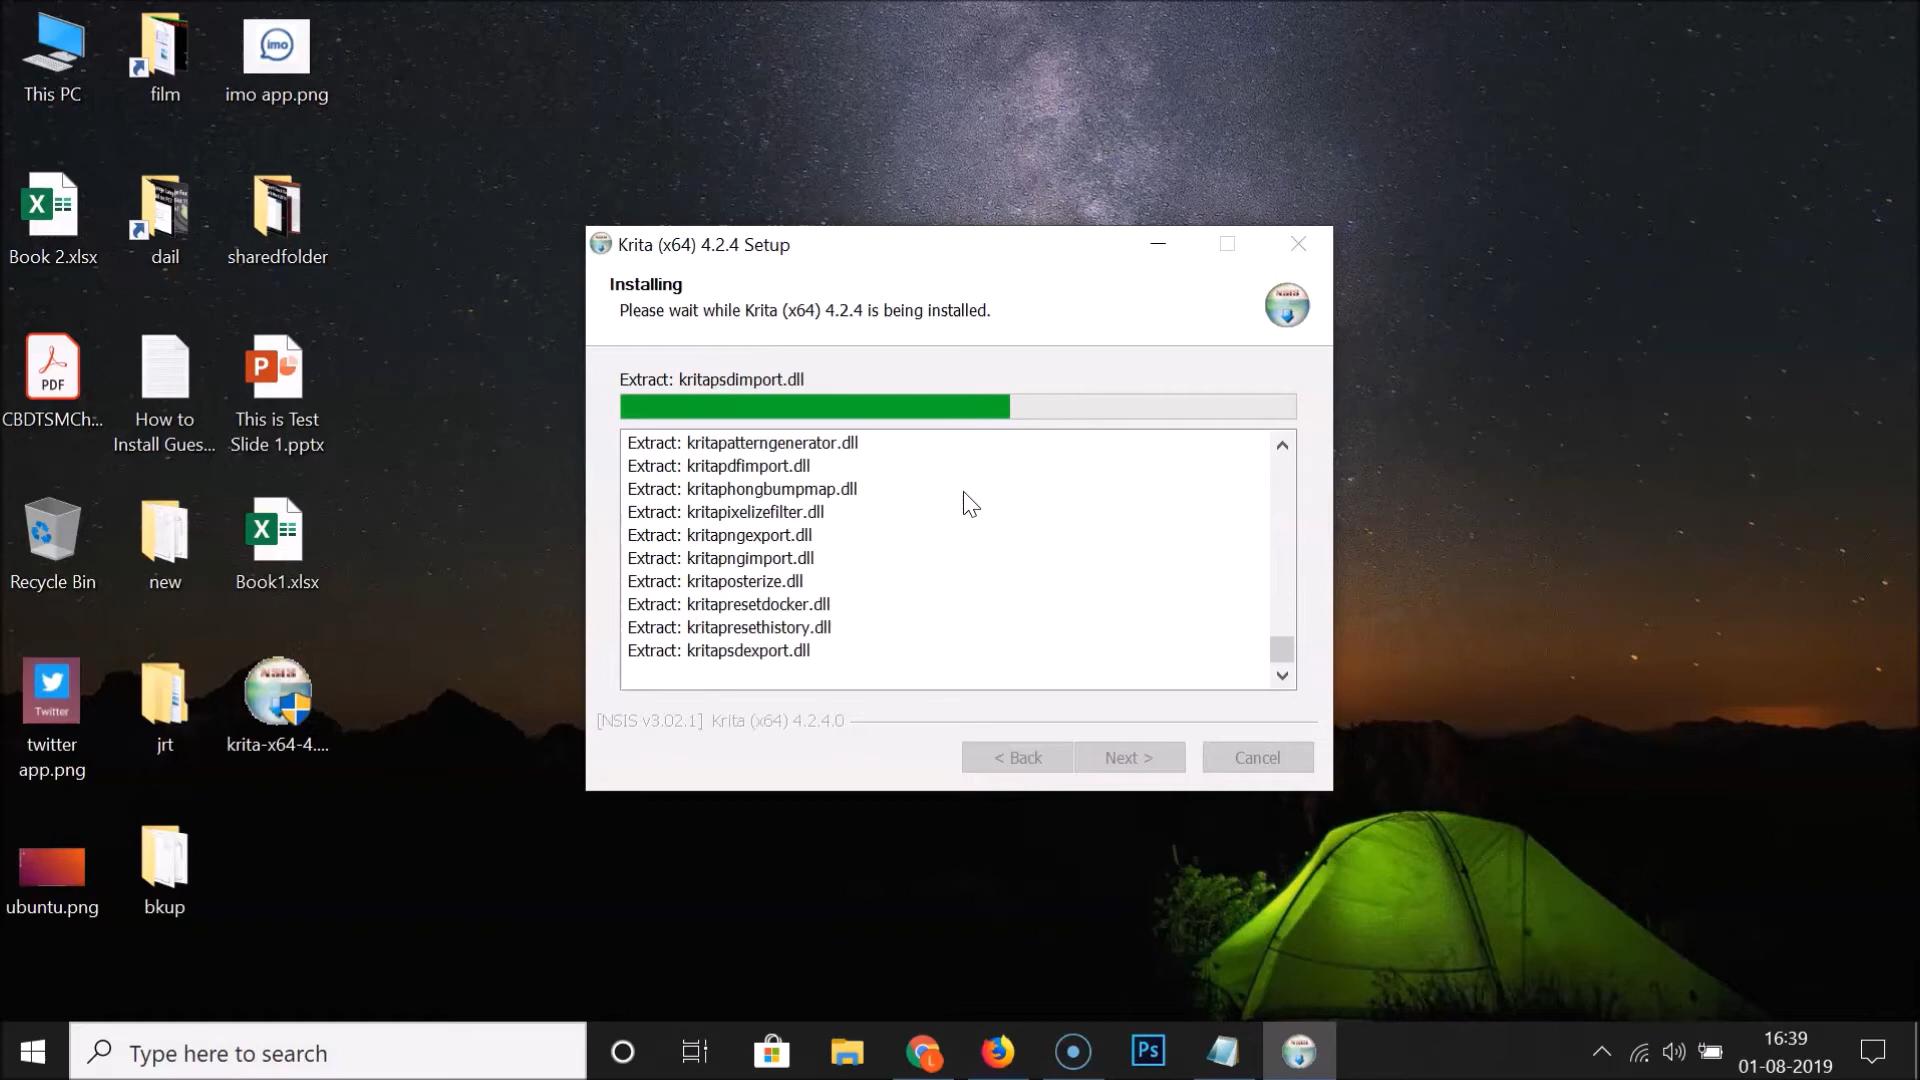 This PC
film
imo app.png
imo
Book 2.xlsx
dail
sharedfolder
PDF
CBDTSMCh...
How to
Install Gues...
This is Test
Slide 1.pptx
Recycle Bin
new
Book1.xlsx
Twitter
twitter
app.png
jrt
NSIS
krita-x64-4....
ubuntu.png
bkup
Krita (x64) 4.2.4 Setup
Installing
Please wait while Krita (x64) 4.2.4 is being installed.
NSIS
Extract: kritapsdimport.dll
Extract: kritapatterngenerator.dll
Extract: kritapdfimport.dll
Extract: kritaphongbumpmap.dll
Extract: kritapixelizefilter.dll
Extract: kritapngexport.dll
Extract: kritapngimport.dll
Extract: kritaposterize.dll
Extract: kritapresetdocker.dll
Extract: kritapresethistory.dll
Extract: kritapsdexport.dll
[NSIS v3.02.1] Krita (x64) 4.2.4.0
< Back
Next >
Cancel
Type here to search
L
Ps
16:39
01-08-2019